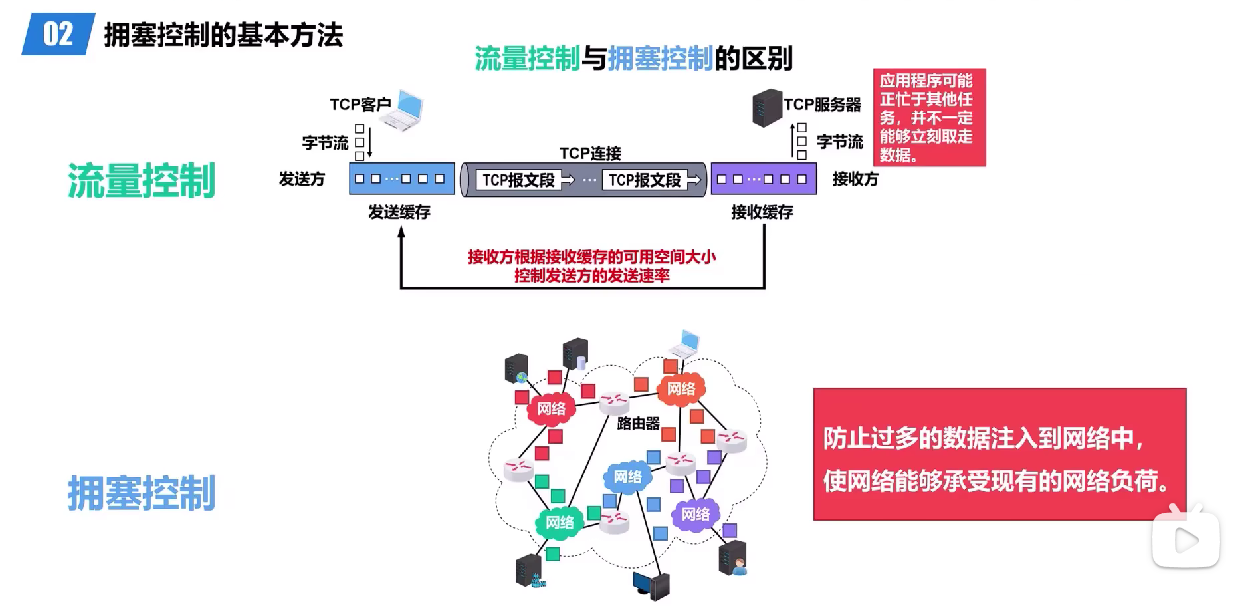 02 拥塞控制的基本方法
流量控制与拥塞控制的区别
TCP客户
TCP服务器
应用程序可能
正忙于其他任
务，并不一定
能够立刻取走
数据。
字节流
字节流
TCP连接
流量控制
发送方
TCP报文段
…
TCP报文段
接收方
发送缓存
接收缓存
接收方根据接收缓存的可用空间大小
控制发送方的发送速率
网络
网络
路由器
防止过多的数据注入到网络中，
使网络能够承受现有的网络负荷。
拥塞控制
网络
网络
网络